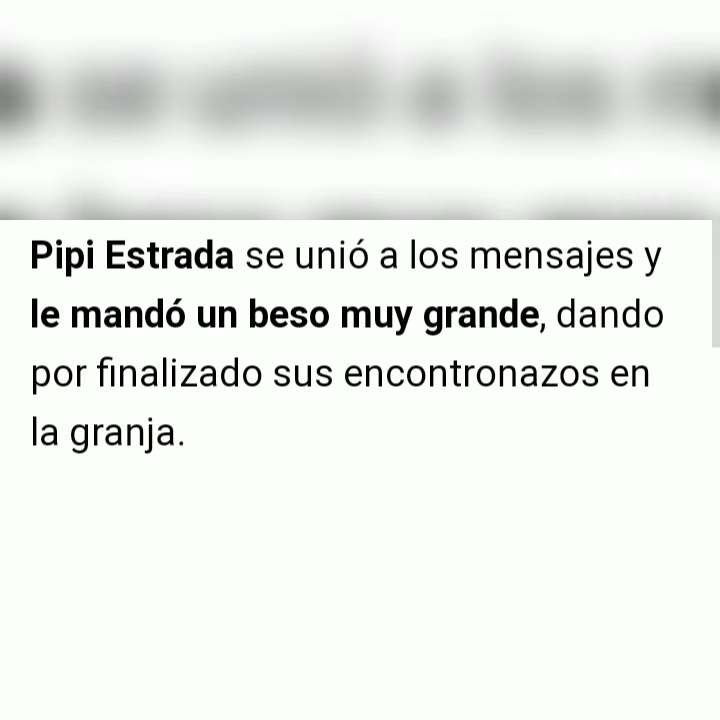 Pipi Estrada se unió a los mensajes y
le mandó un beso muy grande, dando
por finalizado sus encontronazos en
la granja.